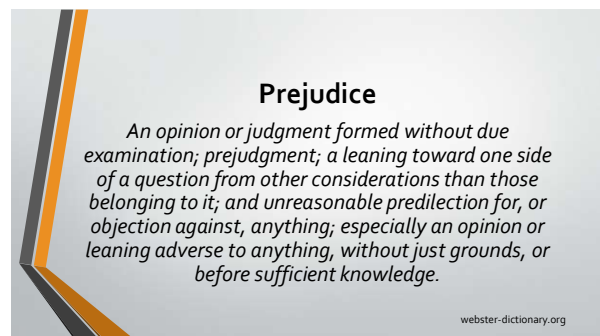 Prejudice
An opinion or judgment formed without due
examination; prejudgment; a leaning toward one side
of a question from other considerations than those
belonging to it; and unreasonable predilection for, or
objection against, anything; especially an opinion or
leaning adverse to anything, without just grounds, or
before sufficient knowledge.
webster-dictionary.org